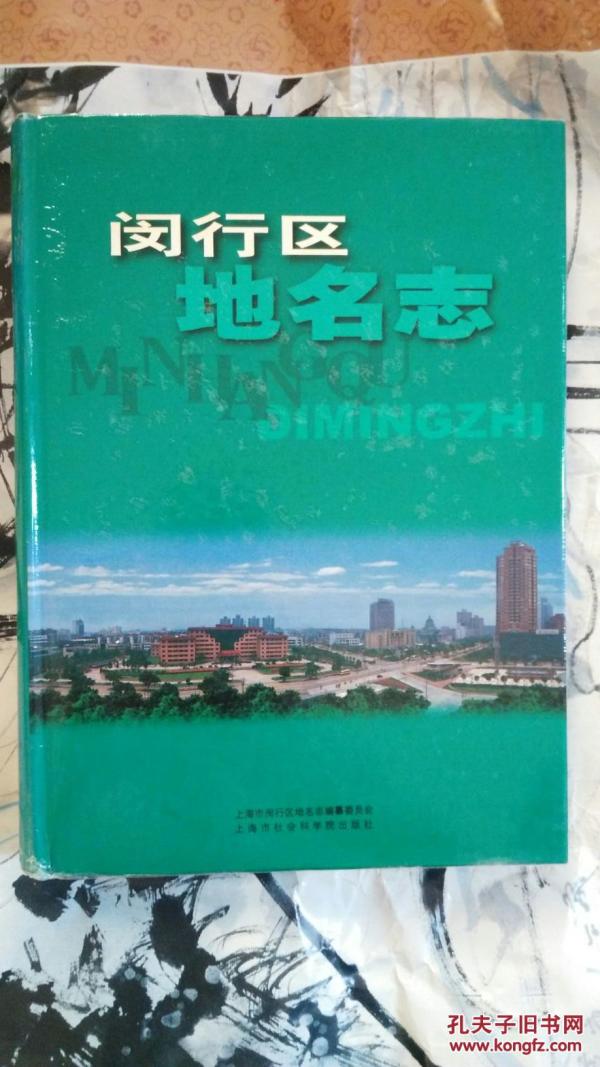 闵行区
地名志
MINHANGQU
DIMINGZHI
上海市闵行区地名志编纂委员会
上海市社会科学院出版社
孔夫子旧书网
www.kongfz.com